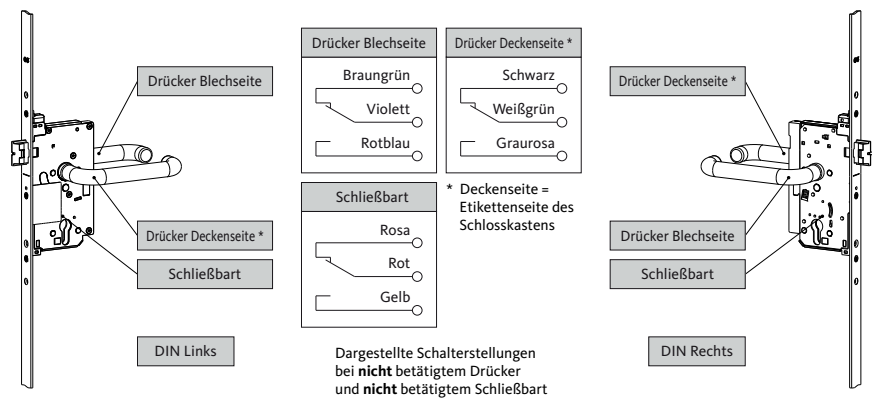 Drücker Blechseite
Drücker Deckenseite *
Schließbart
DIN Links
Drücker Blechseite
Braungrün
Violett
Rotblau
Drücker Deckenseite *
Schwarz
Weißgrün
Graurosa
Schließbart
Rosa
Rot
Gelb
* Deckenseite =
Etikettenseite des
Schlosskastens
Dargestellte Schalterstellungen
bei nicht betätigtem Drücker
und nicht betätigtem Schließbart
Drücker Deckenseite *
Drücker Blechseite
Schließbart
DIN Rechts